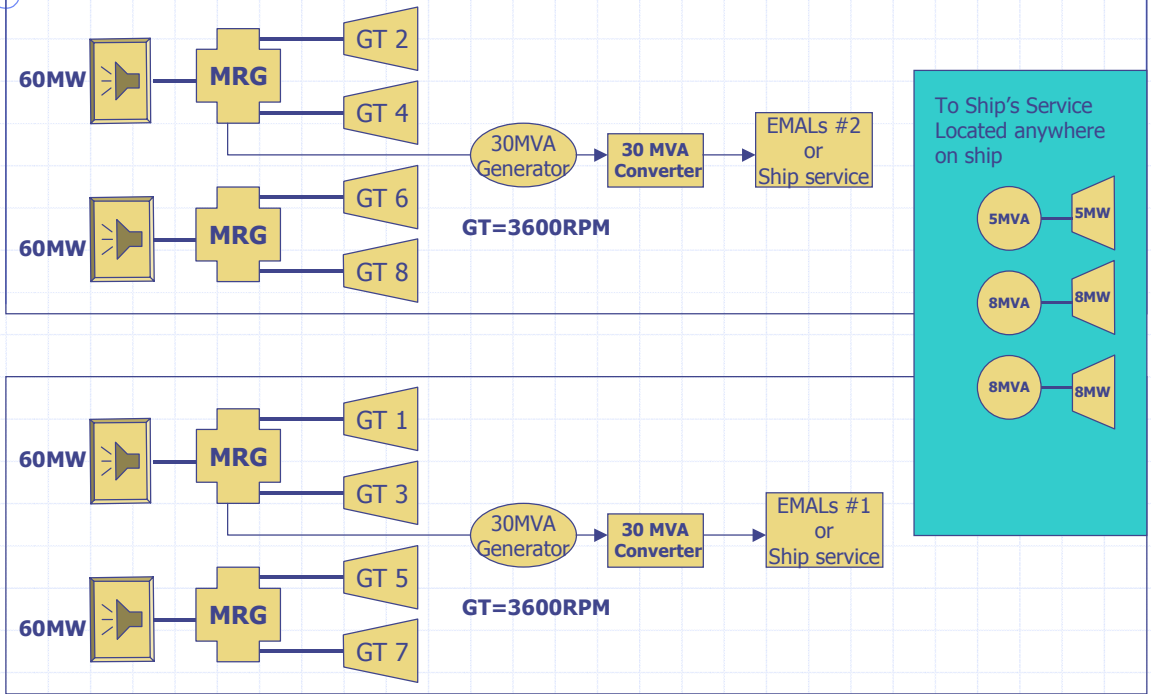 GT 2
60MW
MRG
GT 4
30MVA
Generator
30 MVA
Converter
EMALs #2
or
Ship service
GT 6
60MW
MRG
GT=3600RPM
GT 8
To Ship's Service
Located anywhere
on ship
5MVA
5MW
8MVA
8MW
8MVA
8MW
GT 1
60MW
MRG
GT 3
30MVA
Generator
30 MVA
Converter
EMALs #1
or
Ship service
GT 5
60MW
MRG
GT=3600RPM
GT 7